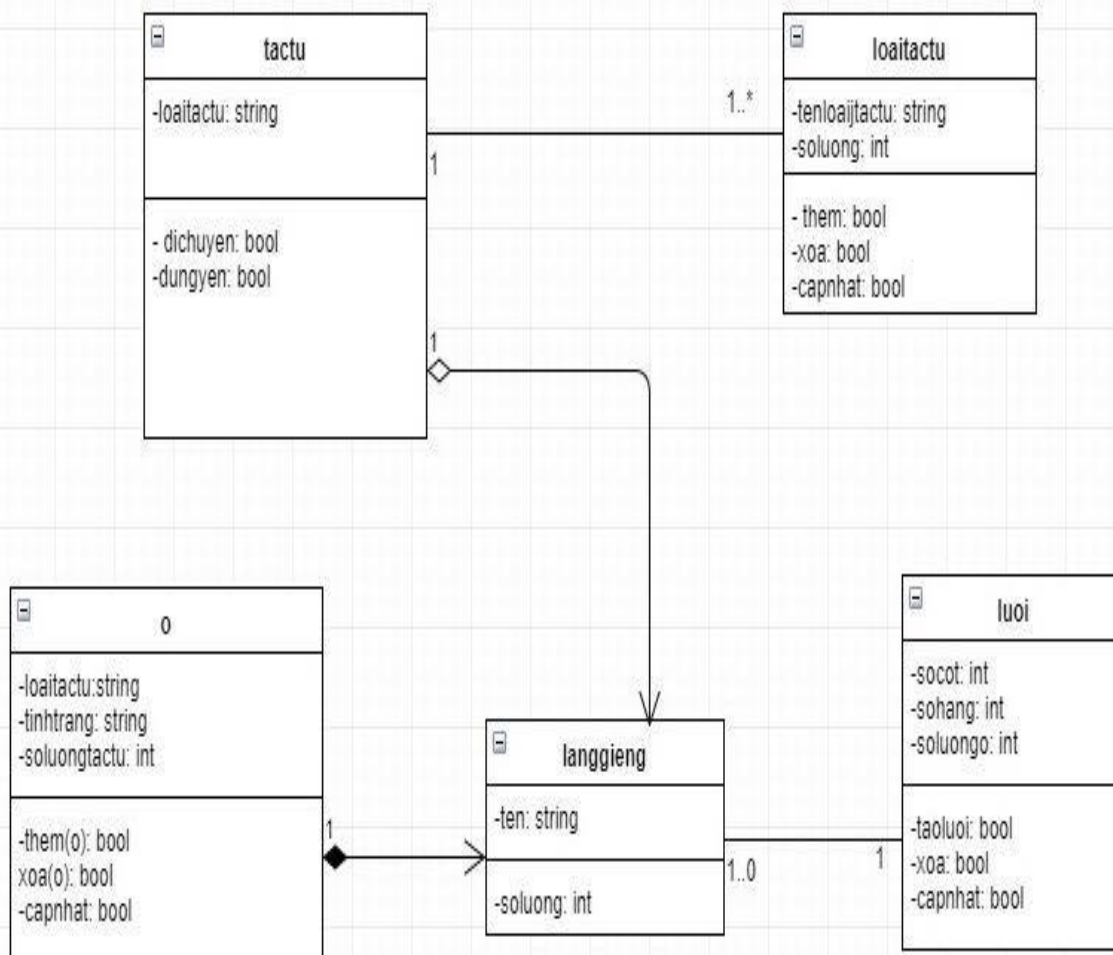 tactu
-loaitactu: string
- dichuyen: bool
-dungyen: bool
1
1..*
loaitactu
-tenloaijtactu: string
-soluong: int
- them: bool
-xoa: bool
-capnhat: bool
1
o
-loaitactu:string
-tinhtrang: string
-soluongtactu: int
-them(o): bool
xoa(o): bool
-capnhat: bool
1
langgieng
-ten: string
-soluong: int
1..0
1
luoi
-socot: int
-sohang: int
-soluongo: int
-taoluoi: bool
-xoa: bool
-capnhat: bool